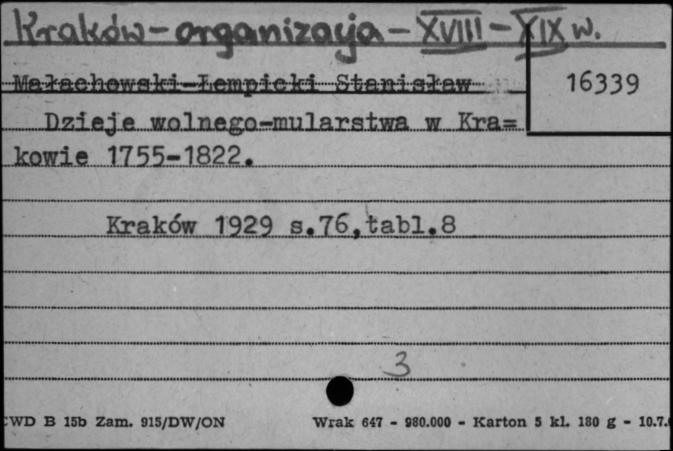 Kraków - organizacja - XVIII - XIX w.
Małachowski-Łempicki Stanisław
16339
Dzieje wolnego-mularstwa w Kra=
kowie 1755-1822.
Kraków 1929 s.76,tabl.8
3
WD B 15b Zam. 915/DW/ON Wrak 647 - 980.000 - Karton 5 kl. 180 g - 10.7.